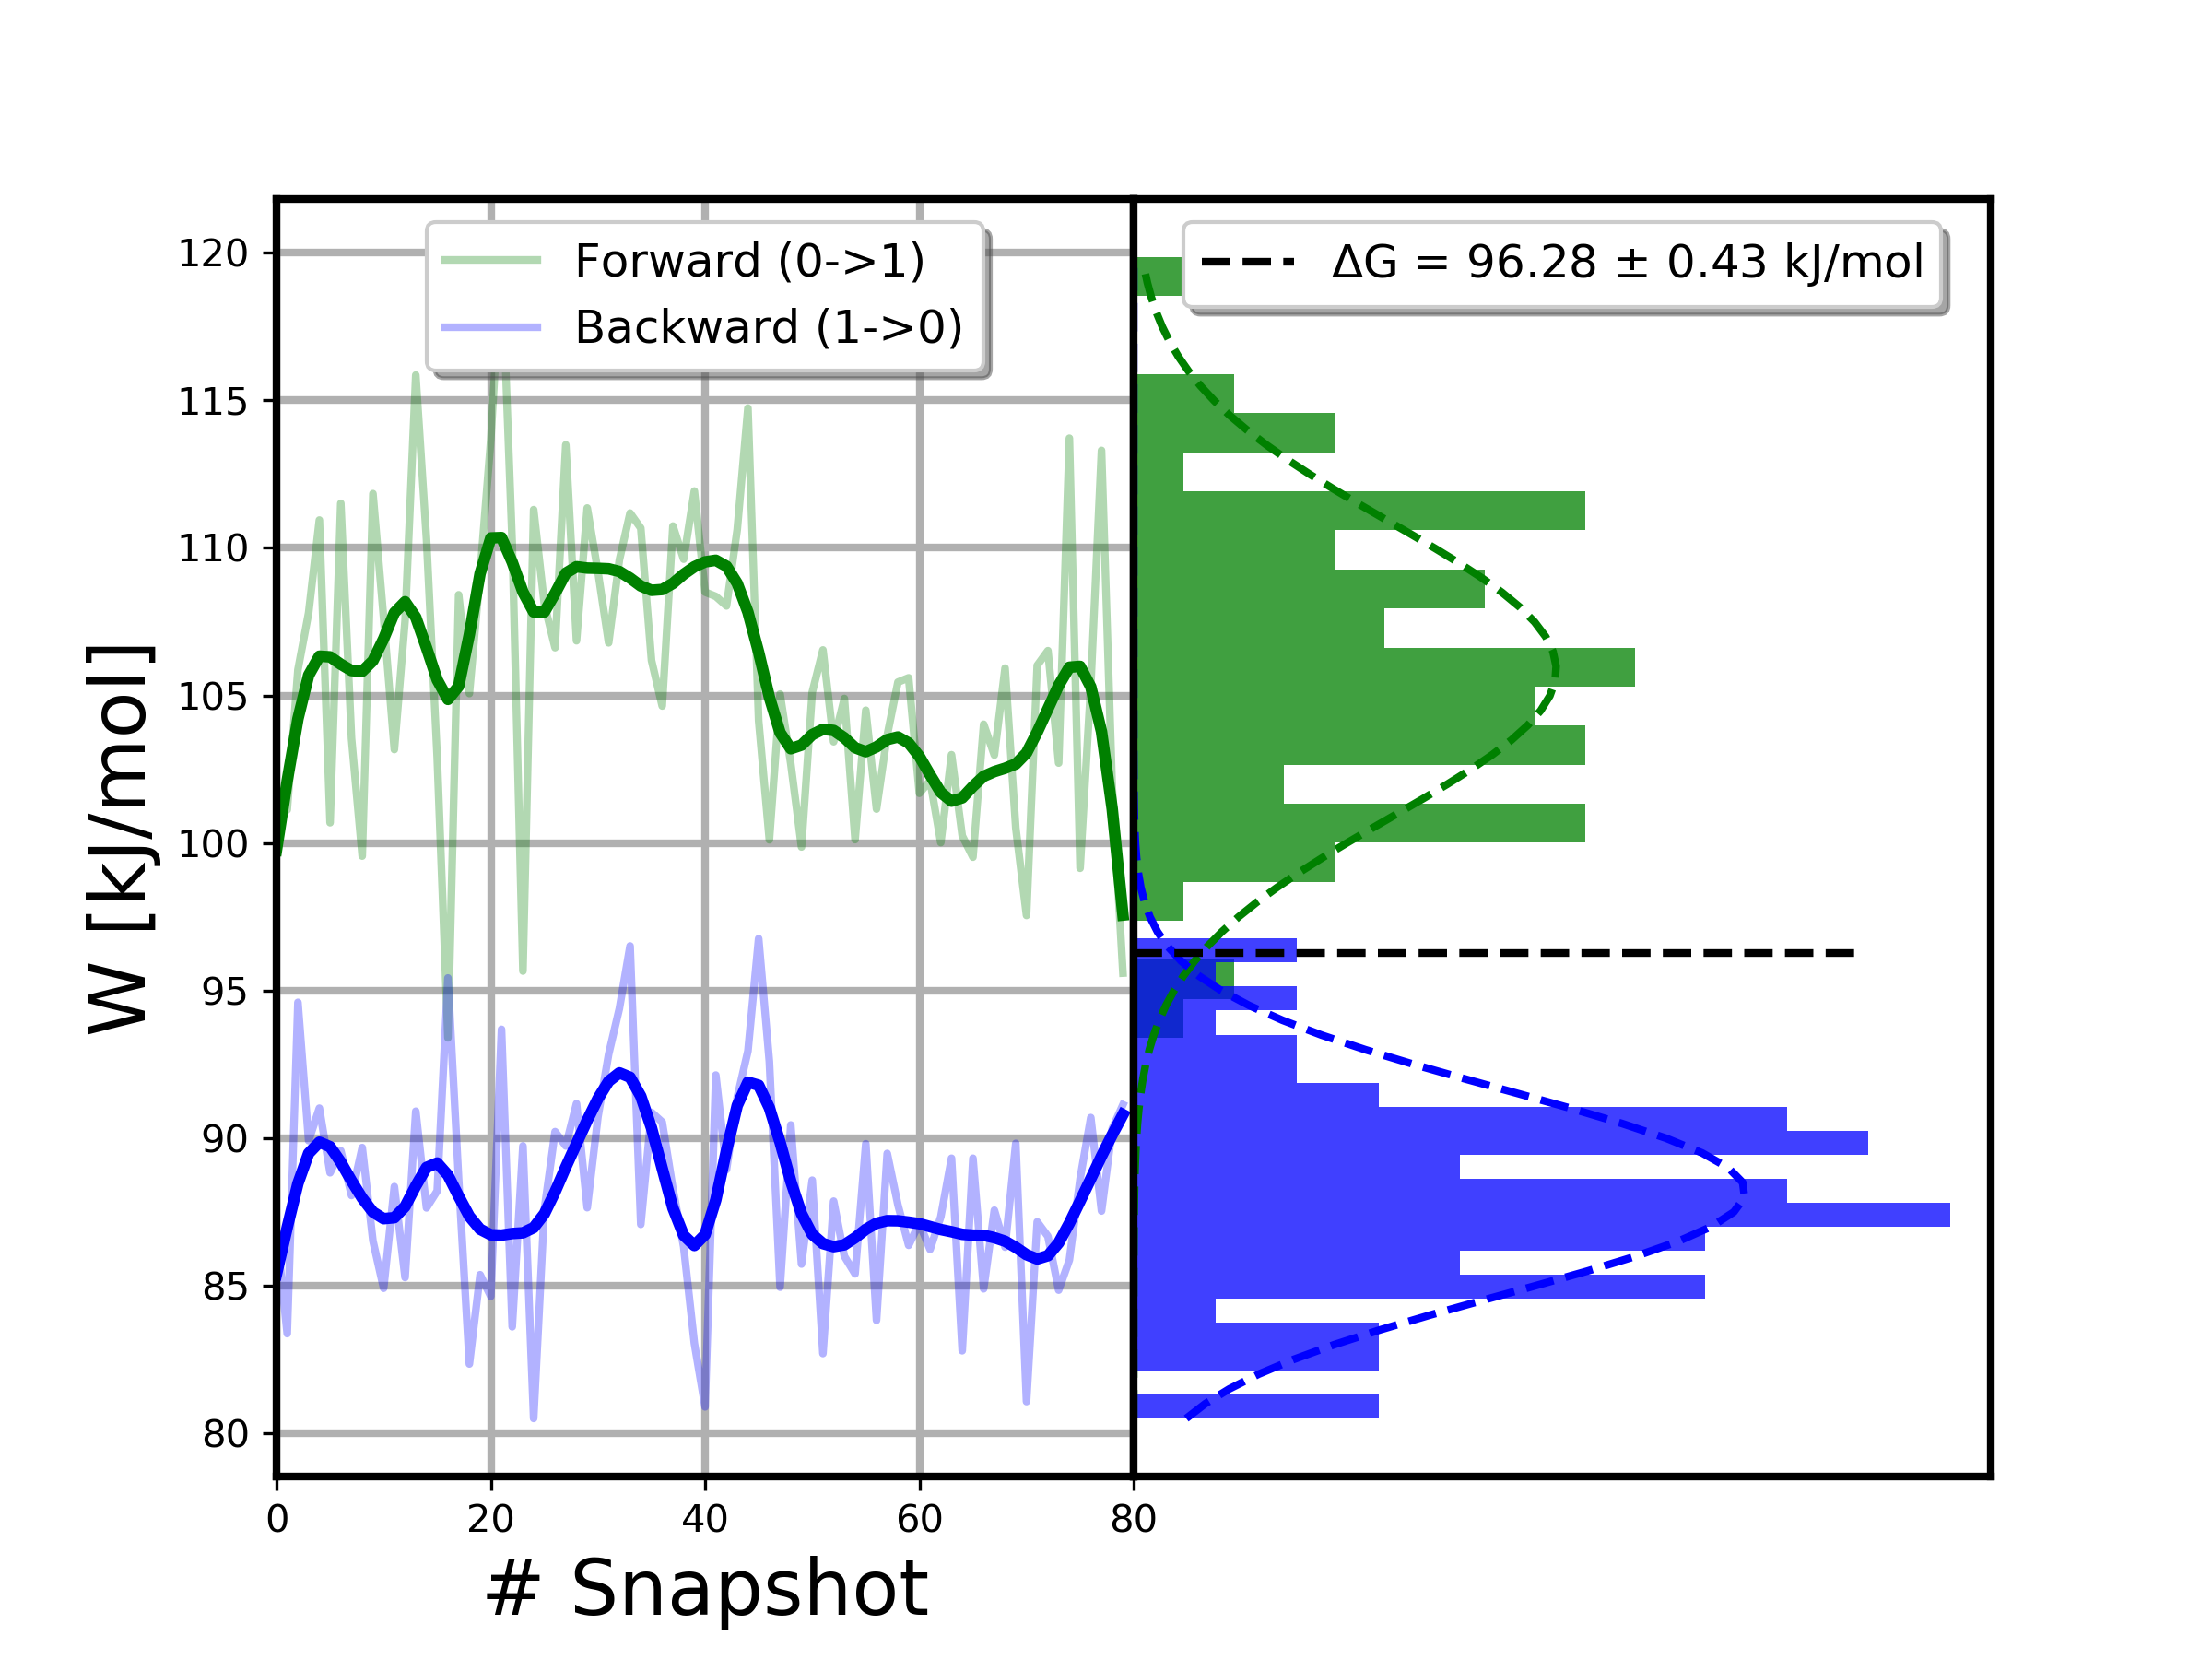 Forward (0->1)
Backward (1->0)
ΔG = 96.28 ± 0.43 kJ/mol
W [kJ/mol]
120
115
110
105
100
95
90
85
80
0 20 40 60 80
# Snapshot